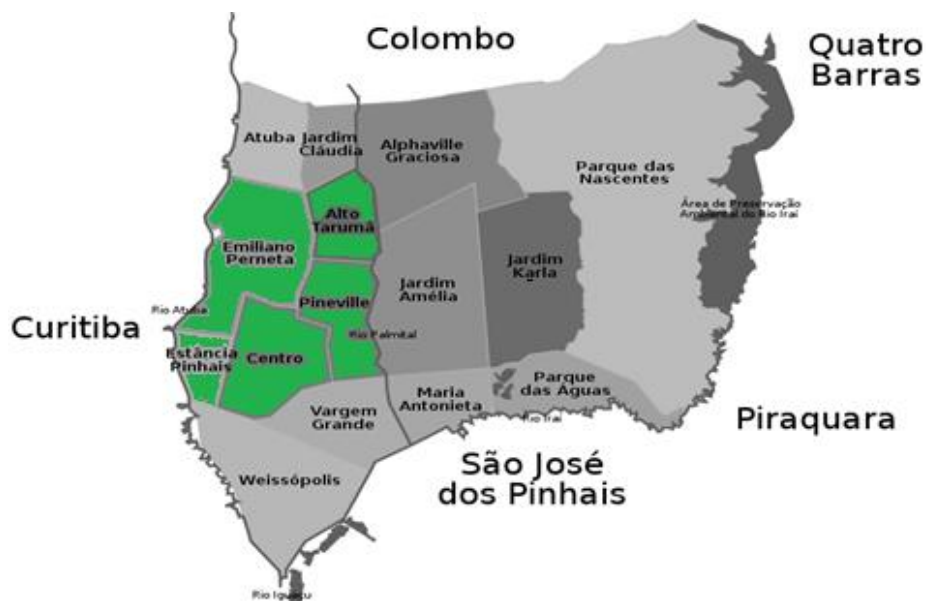 Colombo
Quatro
Barras
Atuba
Jardim
Cláudia
Alphaville
Graciosa
Parque das
Nascentes
Alto
Tarumã
Área de Preservação
Ambiental do Rio Iraí
Emiliano
Perneta
Jardim
Karla
Jardim
Amélia
Pineville
Rio Atuba
Curitiba
Rio Palmital
Estância
Pinhais
Centro
Maria
Antonieta
Parque
das Águas
Vargem
Grande
Rio Iraí
Piraquara
São José
dos Pinhais
Weissópolis
Rio Iguaçu